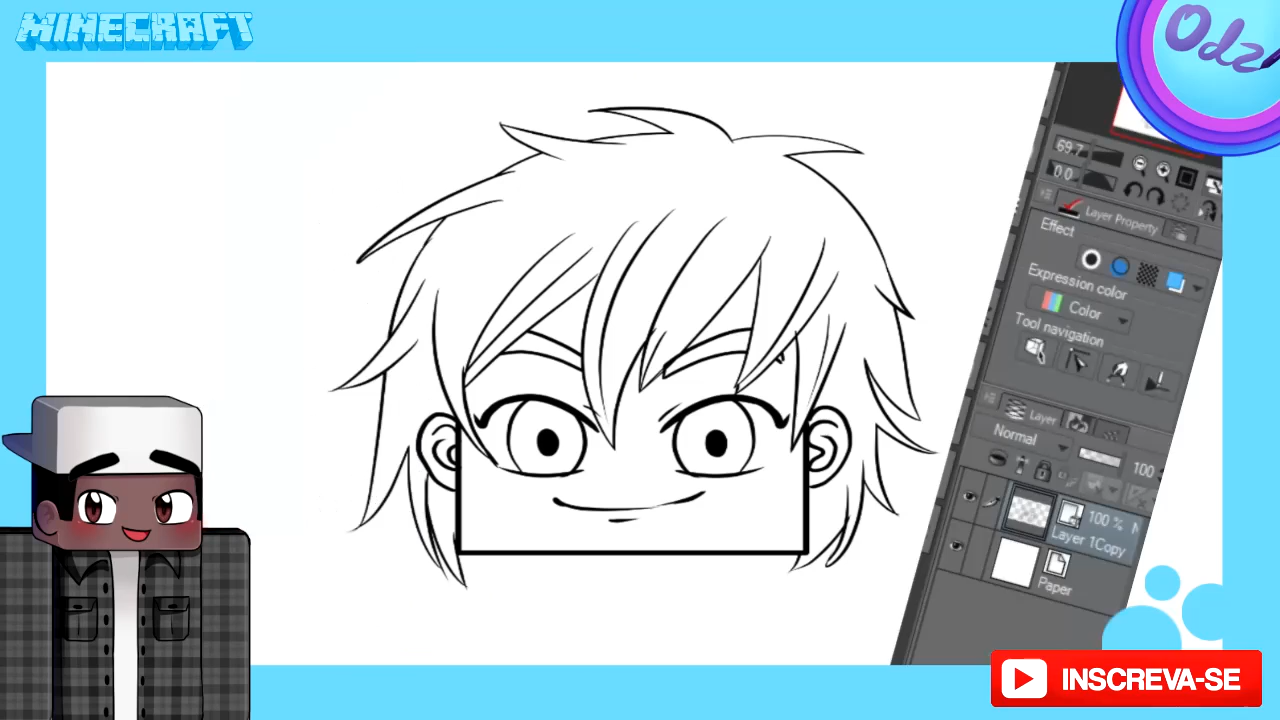 MINECRAFT
Odz
69.7
0.0
Layer Property
Effect
Expression color
Color
Tool navigation
Layer
Normal
100
100 %
Layer 1Copy
Paper
INSCREVA-SE